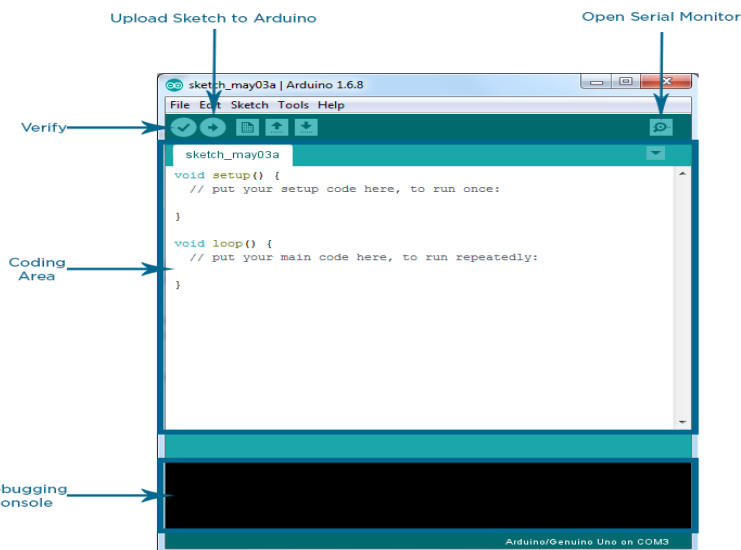 Upload Sketch to Arduino
Open Serial Monitor
sketch_may03a | Arduino 1.6.8
File Edit Sketch Tools Help
Verify
sketch_may03a
void setup() {
// put your setup code here, to run once:
}
void loop() {
// put your main code here, to run repeatedly:
}
Coding
Area
bugging
onsole
Arduino/Genuino Uno on COM3